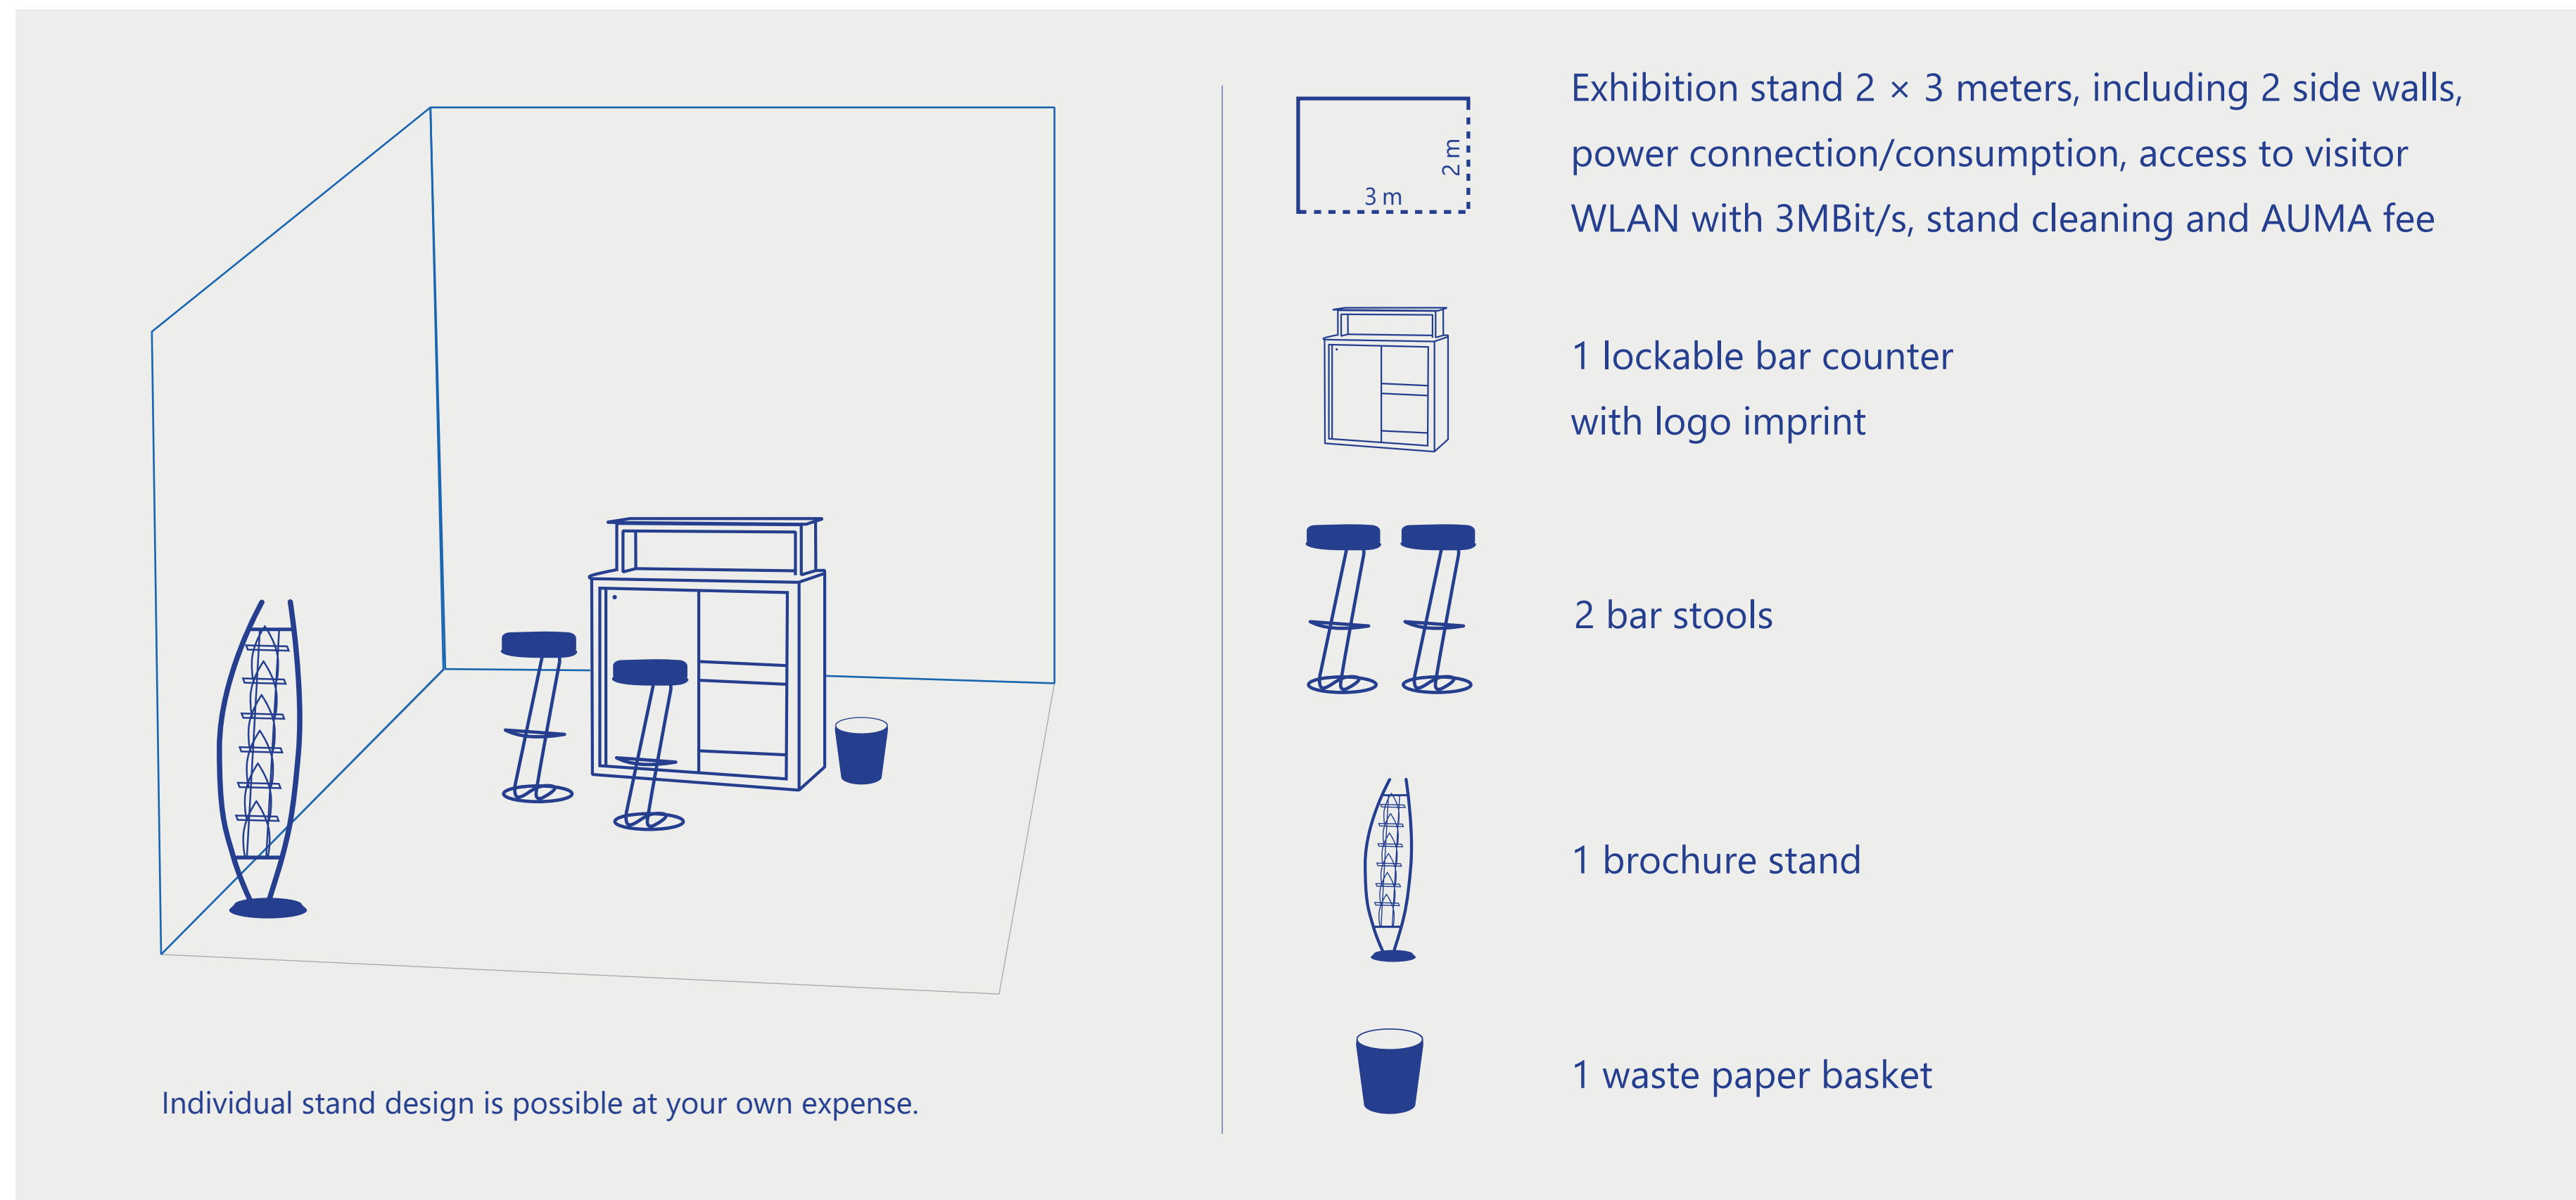 Exhibition stand 2 × 3 meters, including 2 side walls,
power connection/consumption, access to visitor
WLAN with 3MBit/s, stand cleaning and AUMA fee
2 m
3 m
1 lockable bar counter
with logo imprint
2 bar stools
1 brochure stand
1 waste paper basket
Individual stand design is possible at your own expense.